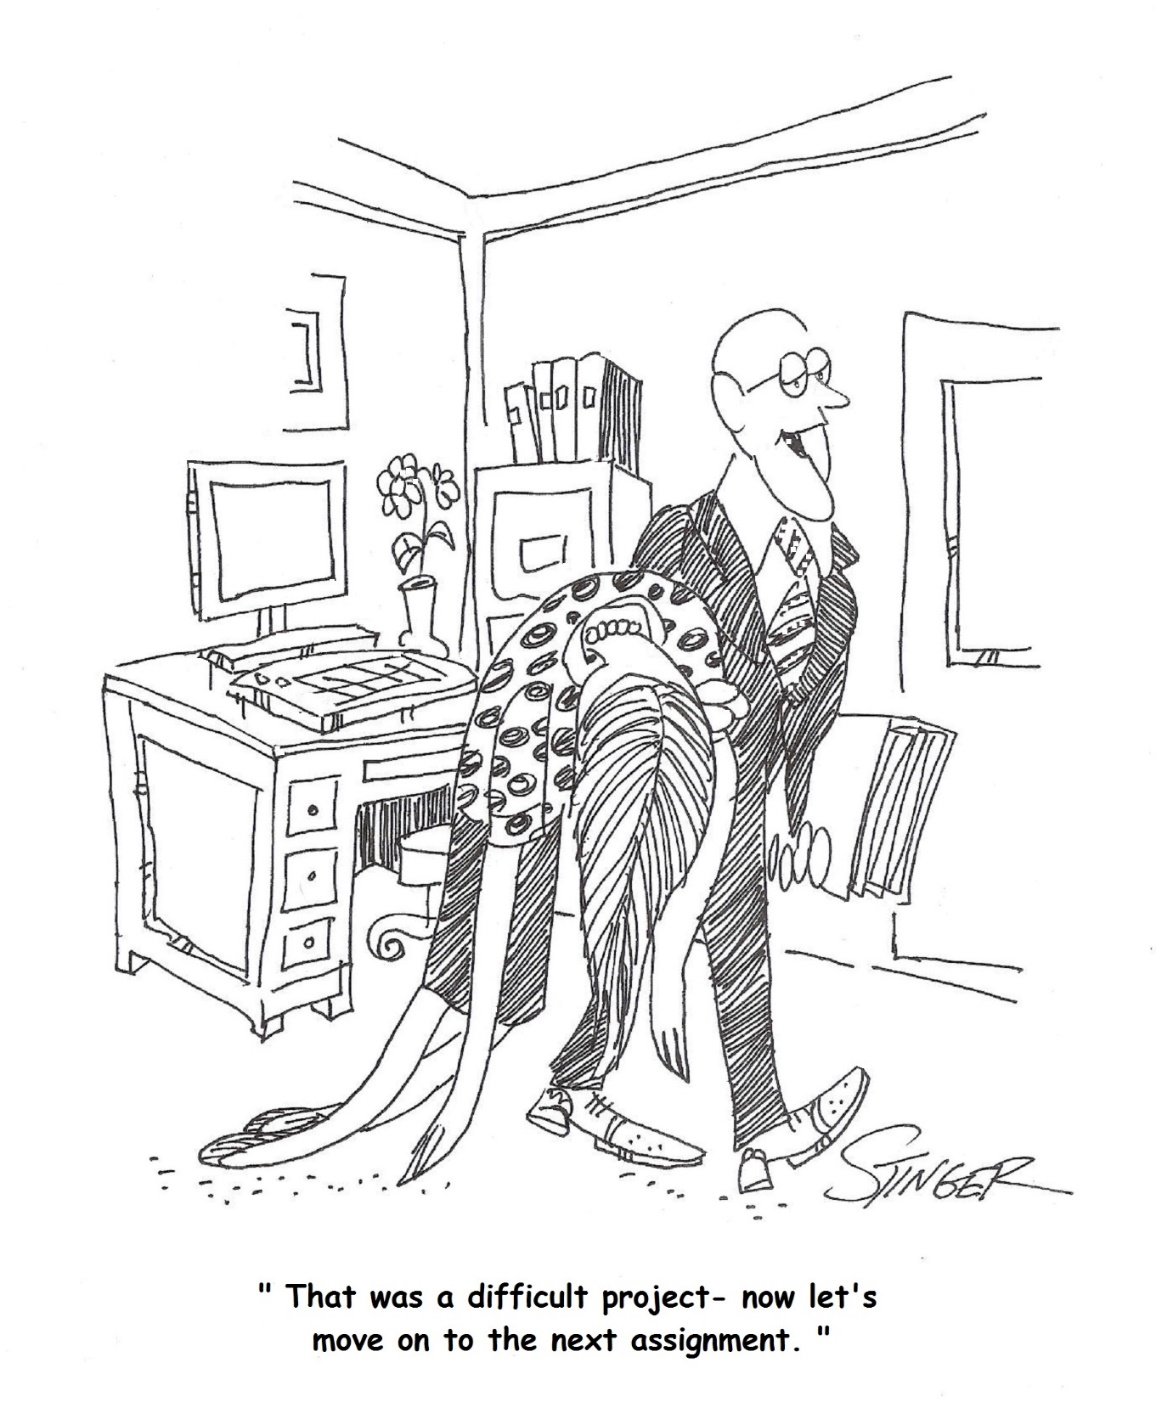 STINGER
" That was a difficult project- now let's
move on to the next assignment. "